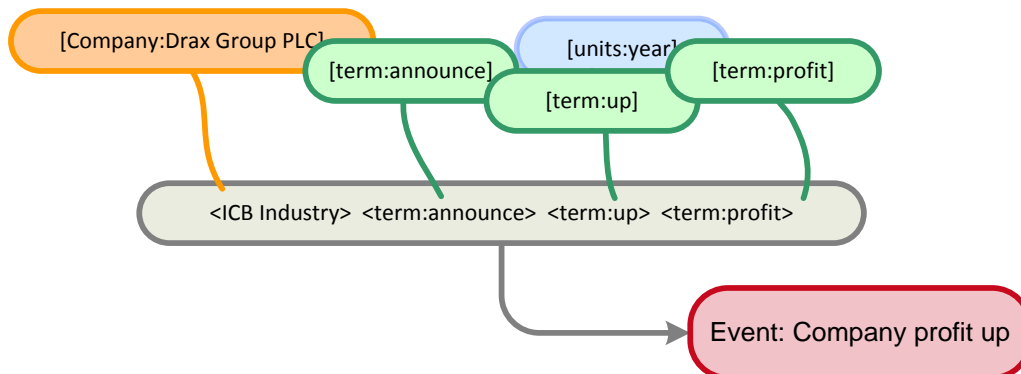 [Company:Drax Group PLC]
[units:year]
[term:announce]
[term:profit]
[term:up]
<ICB Industry> <term:announce> <term:up> <term:profit>
Event: Company profit up